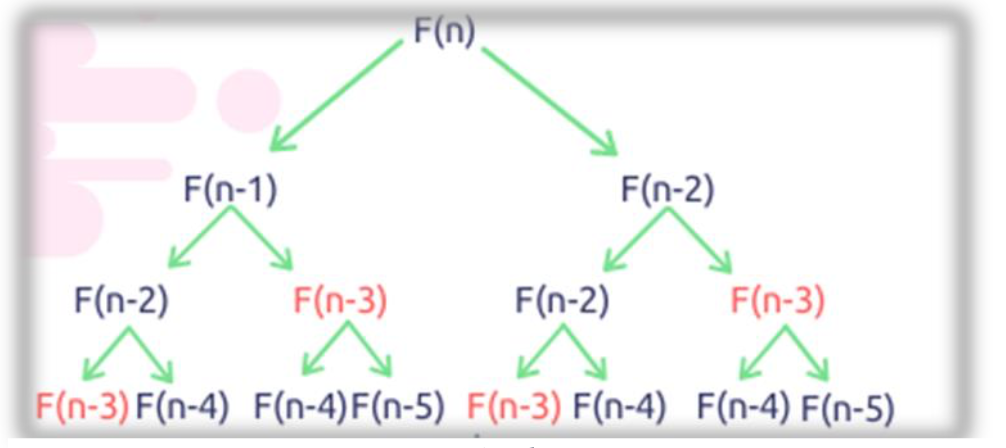 F(n)
F(n-1) F(n-2)
F(n-2) F(n-3) F(n-2) F(n-3)
F(n-3) F(n-4) F(n-4) F(n-5) F(n-3) F(n-4) F(n-4) F(n-5)